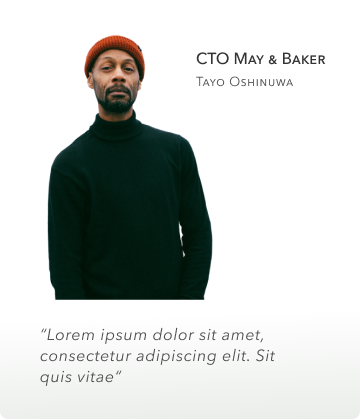 CTO May & Baker
Tayo Oshinuwa
“Lorem ipsum dolor sit amet,
consectetur adipiscing elit. Sit
quis vitae”